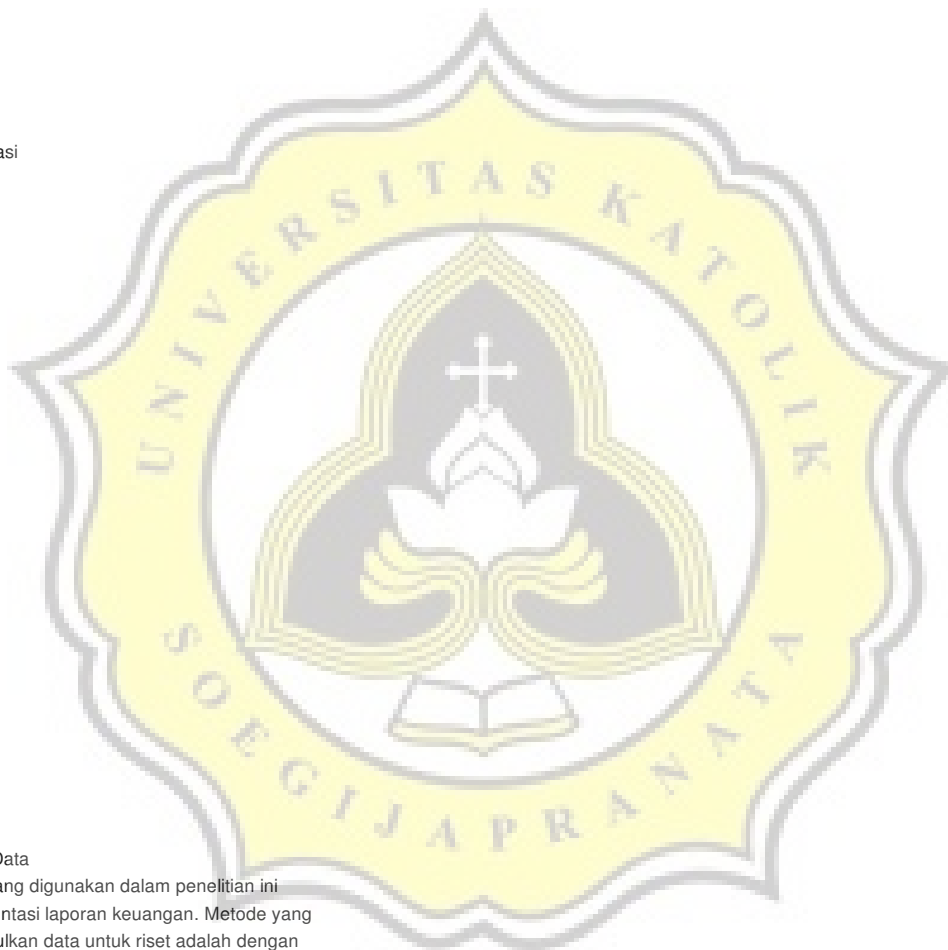 asi
UNIVERSITAS KATOLIK
SOEGIJAPRANATA
Data
ang digunakan dalam penelitian ini
ntasi laporan keuangan. Metode yang
ulkan data untuk riset adalah dengan